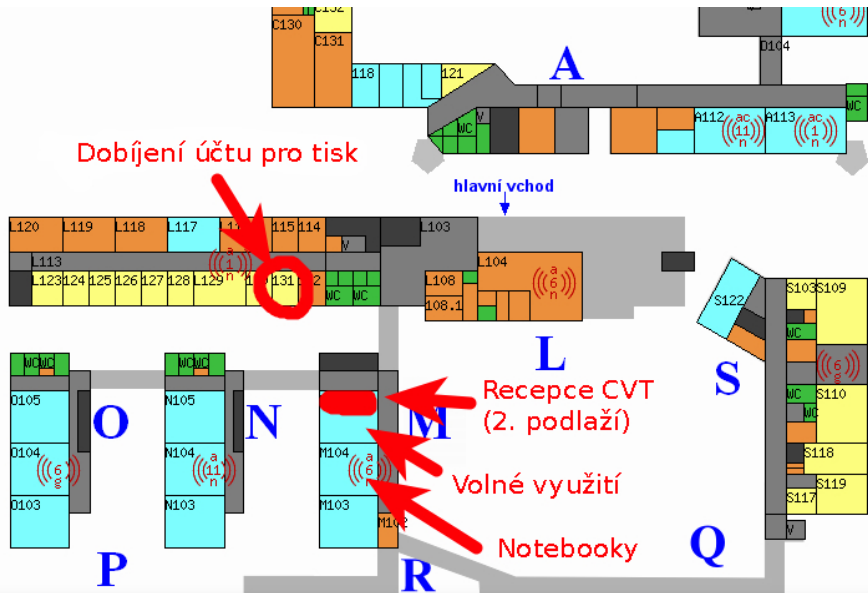 C132
C130
C131
D104
118
121
A
WC
V
WC
A112
ac
11
n
A113
ac
1
n
Dobíjení účtu pro tisk
hlavní vchod
L120
L119
L118
L117
115
114
V
L103
L113
a
1
n
L104
a
6
n
L123
124
125
126
127
128
L129
131
WC
WC
L108
108.1
L
S122
S103
S109
WC
6
g
S
WC
WC
WC
WC
O105
O
N105
N
M
Recepce CVT
(2. podlaží)
WC
S110
WC
O104
6
g
N104
a
11
n
M104
a
6
n
S118
Volné využití
O103
N103
M103
S119
S117
M102
V
Notebooky
Q
P
R